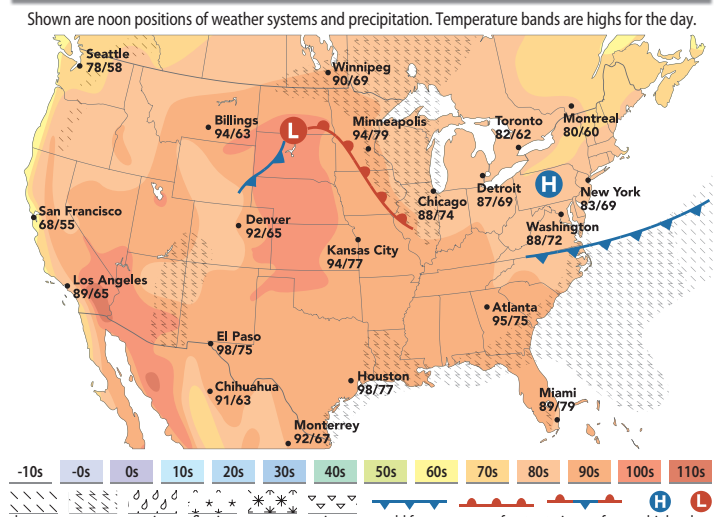 Shown are noon positions of weather systems and precipitation. Temperature bands are highs for the day.
Seattle
78/58
Winnipeg
90/69
Billings
94/63
L
Minneapolis
94/79
Toronto
82/62
Montreal
80/60
H
New York
83/69
Detroit
87/69
Chicago
88/74
San Francisco
68/55
Denver
92/65
Washington
88/72
Kansas City
94/77
Los Angeles
89/65
Atlanta
95/75
El Paso
98/75
Houston
98/77
Chihuahua
91/63
Miami
89/79
Monterrey
92/67
-10s -0s 0s 10s 20s 30s 40s 50s 60s 70s 80s 90s 100s 110s
H L